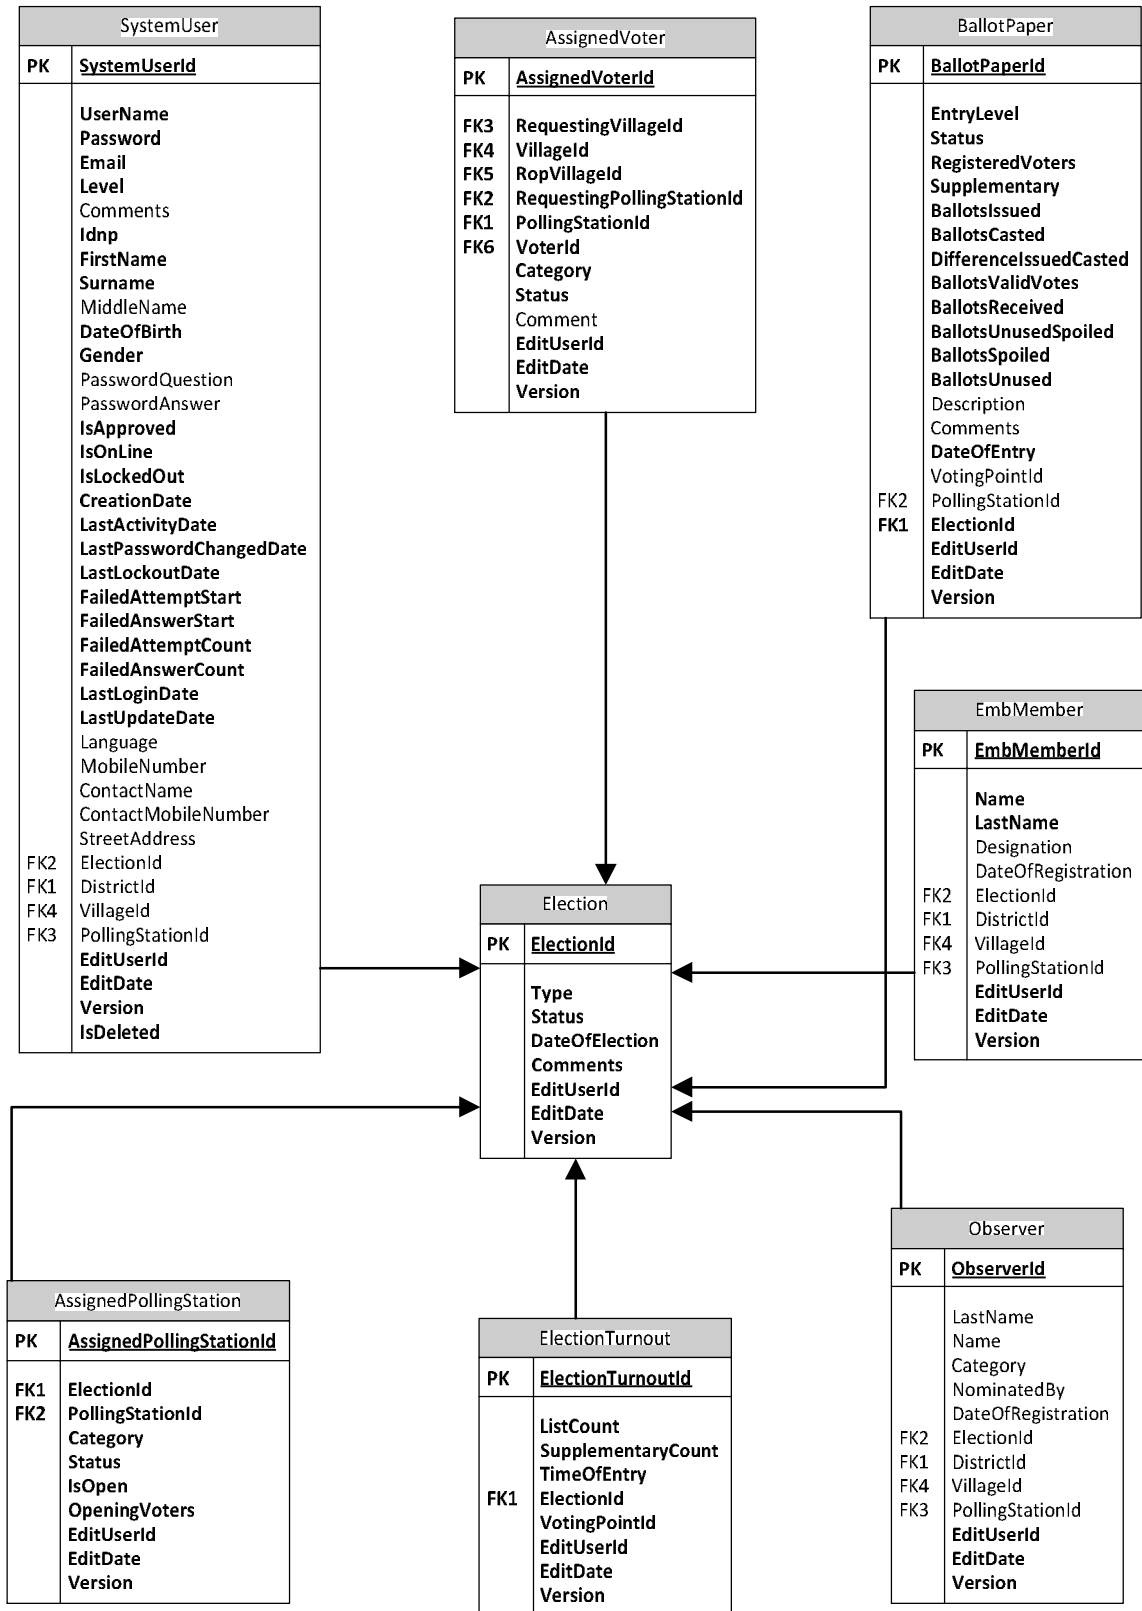 SystemUser
PK SystemUserId
UserName
Password
Email
Level
Comments
Idnp
FirstName
Surname
MiddleName
DateOfBirth
Gender
PasswordQuestion
PasswordAnswer
IsApproved
IsOnLine
IsLockedOut
CreationDate
LastActivityDate
LastPasswordChangedDate
LastLockoutDate
FailedAttemptStart
FailedAnswerStart
FailedAttemptCount
FailedAnswerCount
LastLoginDate
LastUpdateDate
Language
MobileNumber
ContactName
ContactMobileNumber
StreetAddress
FK2 ElectionId
FK1 DistrictId
FK4 VillageId
FK3 PollingStationId
EditUserId
EditDate
Version
IsDeleted
AssignedVoter
PK AssignedVoterId
FK3 RequestingVillageId
FK4 VillageId
FK5 RopVillageId
FK2 RequestingPollingStationId
FK1 PollingStationId
FK6 VoterId
Category
Status
Comment
EditUserId
EditDate
Version
BallotPaper
PK BallotPaperId
EntryLevel
Status
RegisteredVoters
Supplementary
BallotsIssued
BallotsCasted
DifferenceIssuedCasted
BallotsValidVotes
BallotsReceived
BallotsUnusedSpoiled
BallotsSpoiled
BallotsUnused
Description
Comments
DateOfEntry
VotingPointId
FK2 PollingStationId
FK1 ElectionId
EditUserId
EditDate
Version
EmbMember
PK EmbMemberId
Name
LastName
Designation
DateOfRegistration
FK2 ElectionId
FK1 DistrictId
FK4 VillageId
FK3 PollingStationId
EditUserId
EditDate
Version
Election
PK ElectionId
Type
Status
DateOfElection
Comments
EditUserId
EditDate
Version
AssignedPollingStation
PK AssignedPollingStationId
FK1 ElectionId
FK2 PollingStationId
Category
Status
IsOpen
OpeningVoters
EditUserId
EditDate
Version
ElectionTurnout
PK ElectionTurnoutId
ListCount
SupplementaryCount
TimeOfEntry
FK1 ElectionId
VotingPointId
EditUserId
EditDate
Version
Observer
PK ObserverId
LastName
Name
Category
NominatedBy
DateOfRegistration
FK2 ElectionId
FK1 DistrictId
FK4 VillageId
FK3 PollingStationId
EditUserId
EditDate
Version